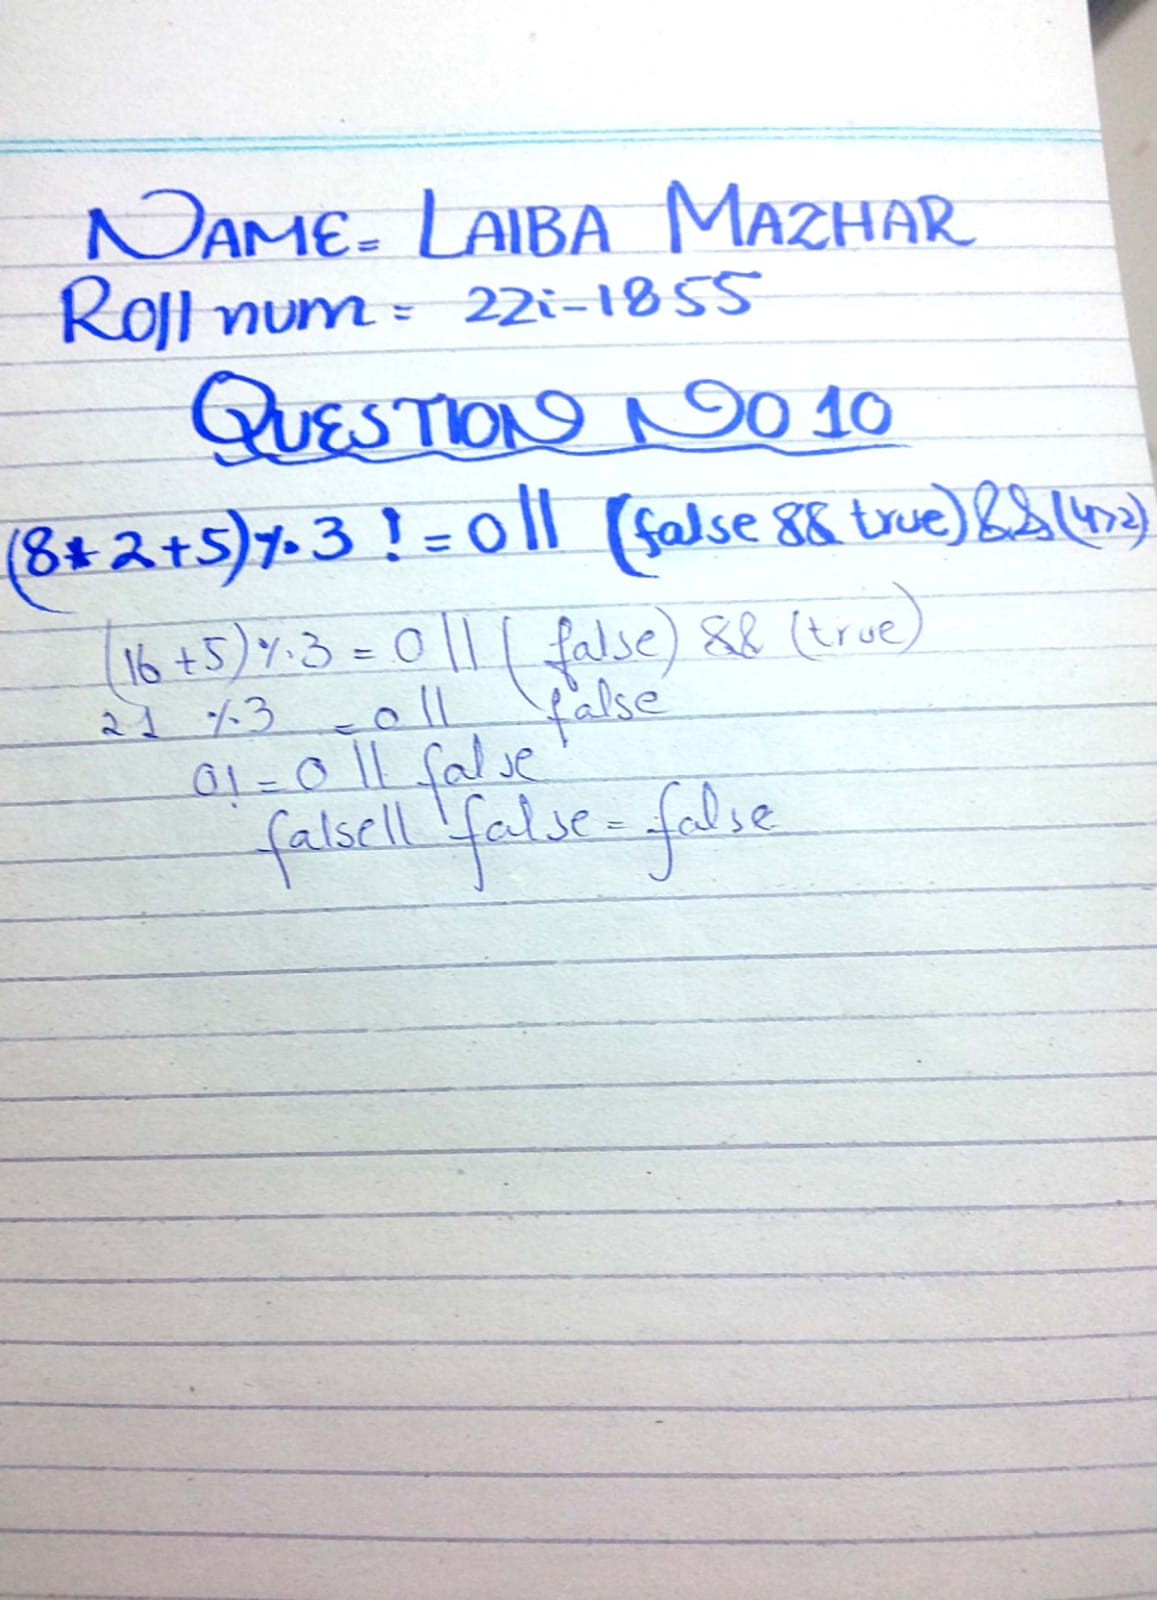 NAME= LAIBA MAZHAR
Roll num = 22i-1855
QUESTION NO 10
(8*2+5)%3 != 0 || (false && true) && (4>2)
(16+5)%3 = 0 || (false) && (true)
21 %3 = 0 || false
0! = 0 || false
false|| false = false